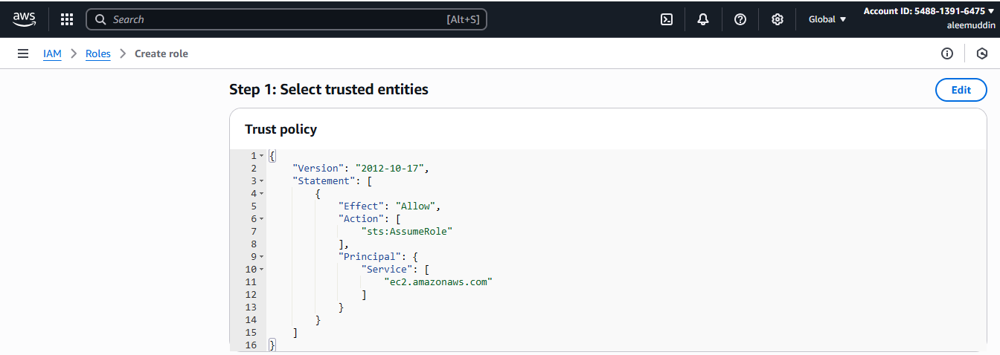 aws
Search [Alt+S]
Global
Account ID: 5488-1391-6475
aleemuddin
IAM > Roles > Create role
Step 1: Select trusted entities
Edit
Trust policy
1 {
2 "Version": "2012-10-17",
3 "Statement": [
4 {
5 "Effect": "Allow",
6 "Action": [
7 "sts:AssumeRole"
8 ],
9 "Principal": {
10 "Service": [
11 "ec2.amazonaws.com"
12 ]
13 }
14 }
15 ]
16 }